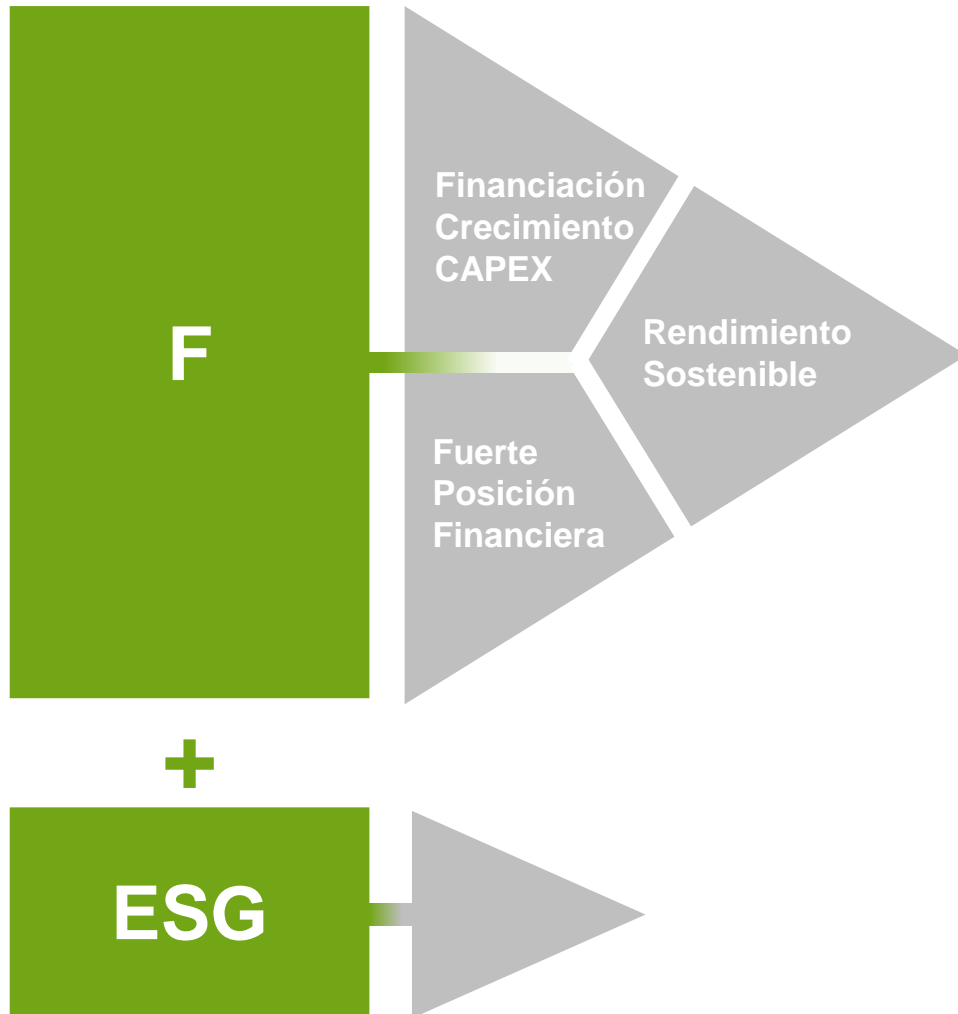 F
Financiación
Crecimiento
CAPEX
Rendimiento
Sostenible
Fuerte
Posición
Financiera
+
ESG